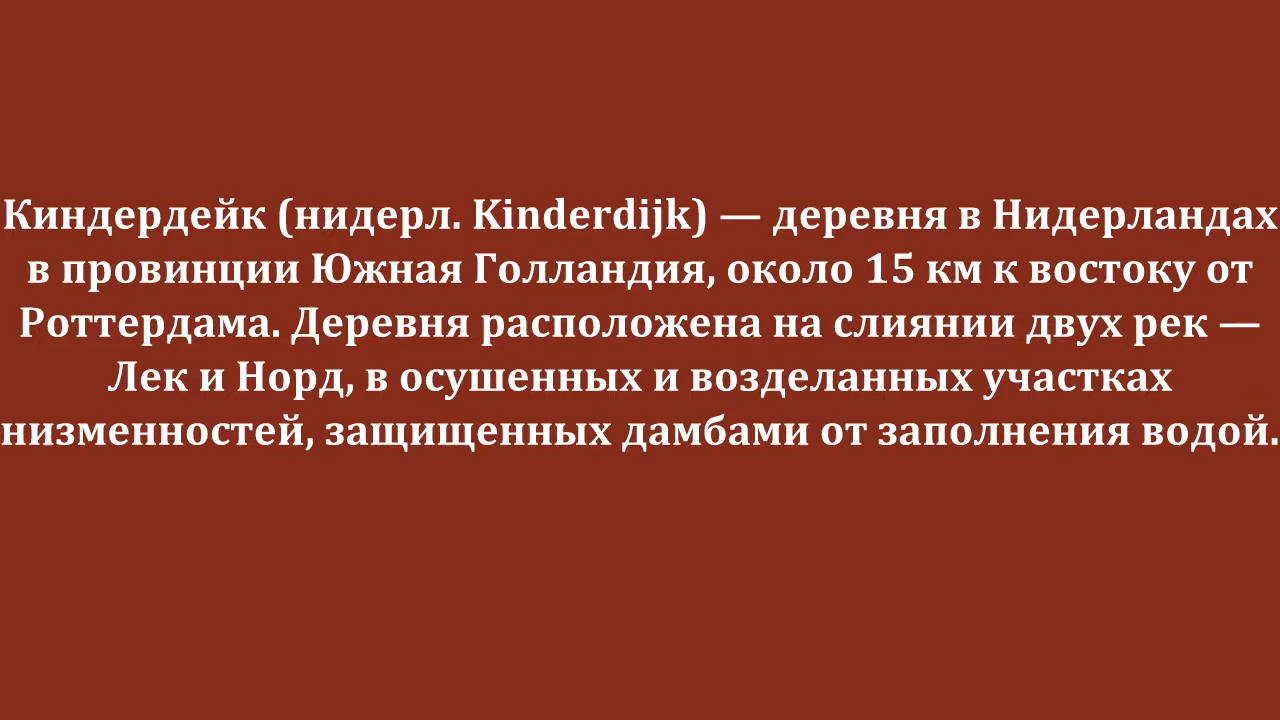 Киндердейк (нидерл. Kinderdijk) — деревня в Нидерландах
в провинции Южная Голландия, около 15 км к востоку от
Роттердама. Деревня расположена на слиянии двух рек —
Лек и Норд, в осушенных и возделанных участках
низменностей, защищенных дамбами от заполнения водой.